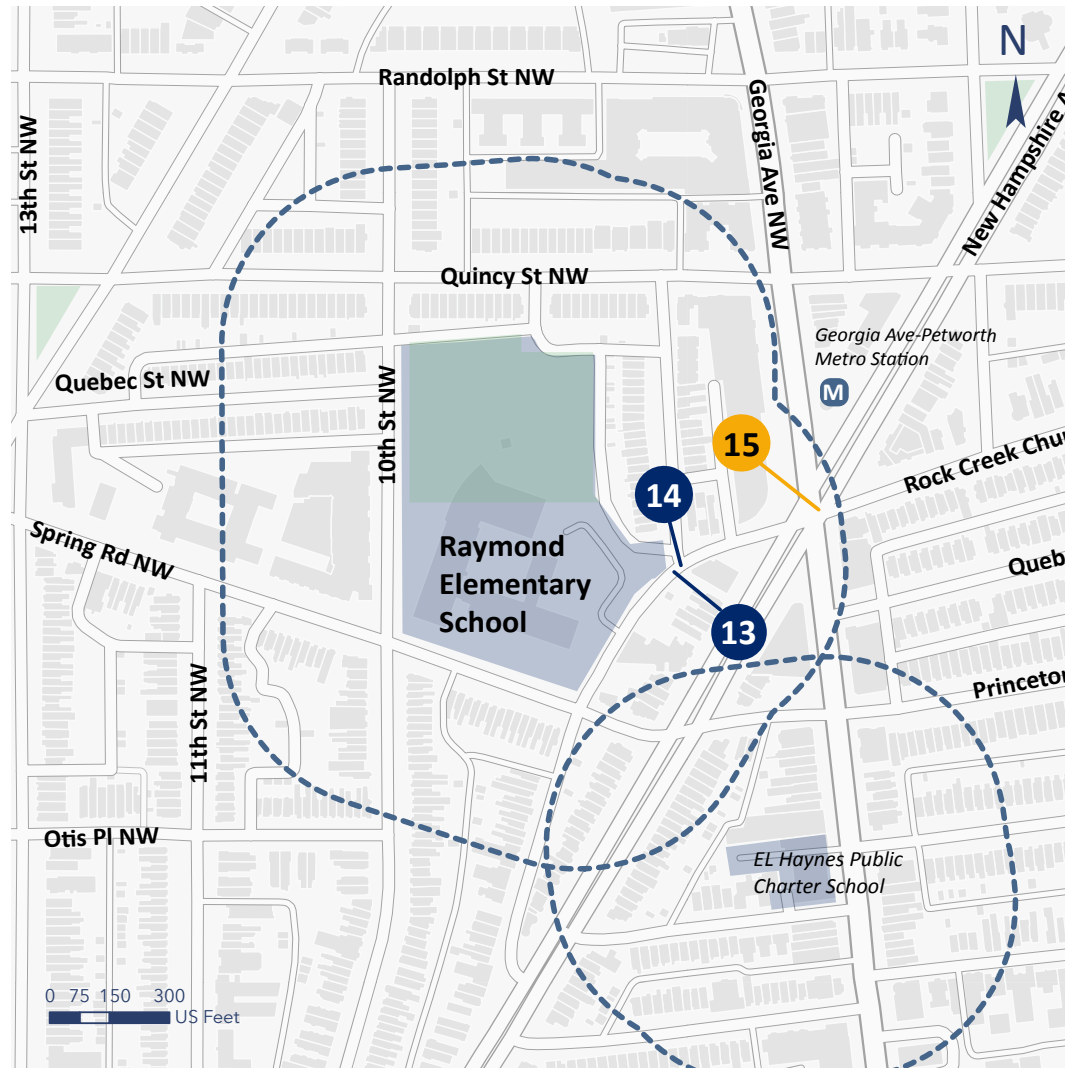 N
Randolph St NW
Georgia Ave NW
13th St NW
New Hampshire A
Quincy St NW
Georgia Ave-Petworth
Metro Station
M
Quebec St NW
10th St NW
15
Rock Creek Chu
14
Spring Rd NW
Raymond
Elementary
School
Queb
13
Princeton
11th St NW
Otis Pl NW
EL Haynes Public
Charter School
0 75 150 300
US Feet